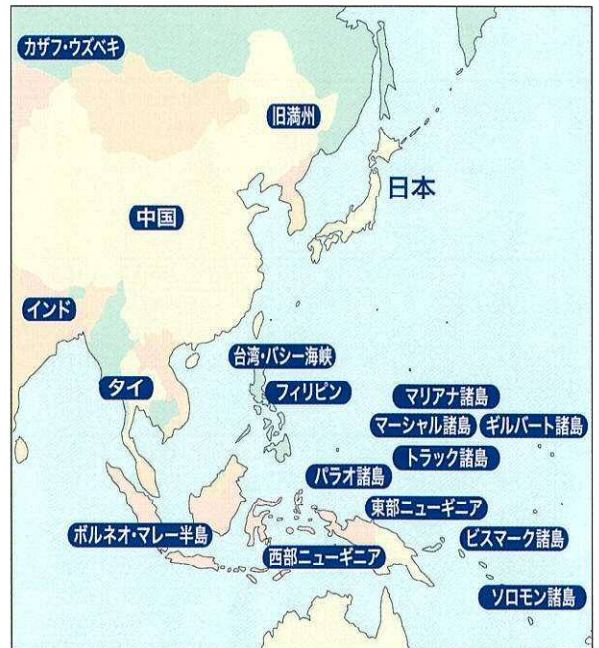 カザフ・ウズベキ
旧満州
日本
中国
インド
台湾・バシー海峡
タイ
フィリピン
マリアナ諸島
マーシャル諸島
ギルバート諸島
トラック諸島
パラオ諸島
東部ニューギニア
ボルネオ・マレー半島
西部ニューギニア
ビスマーク諸島
ソロモン諸島